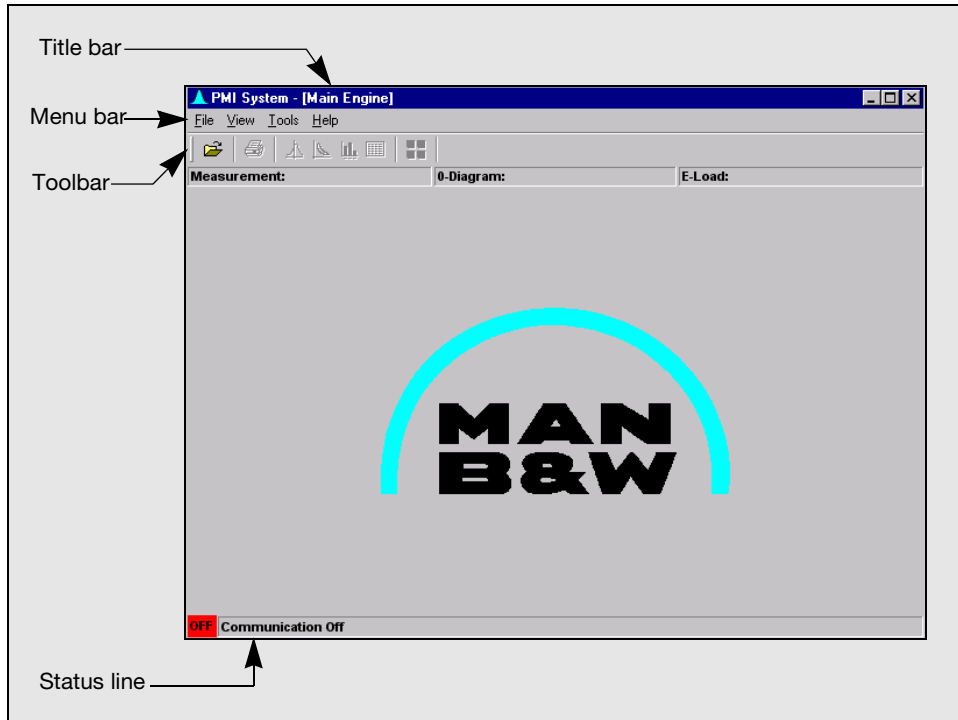 Title bar
PMI System - [Main Engine]
Menu bar
File View Tools Help
Toolbar
Measurement: 0-Diagram: E-Load:
MAN
B&W
OFF Communication Off
Status line